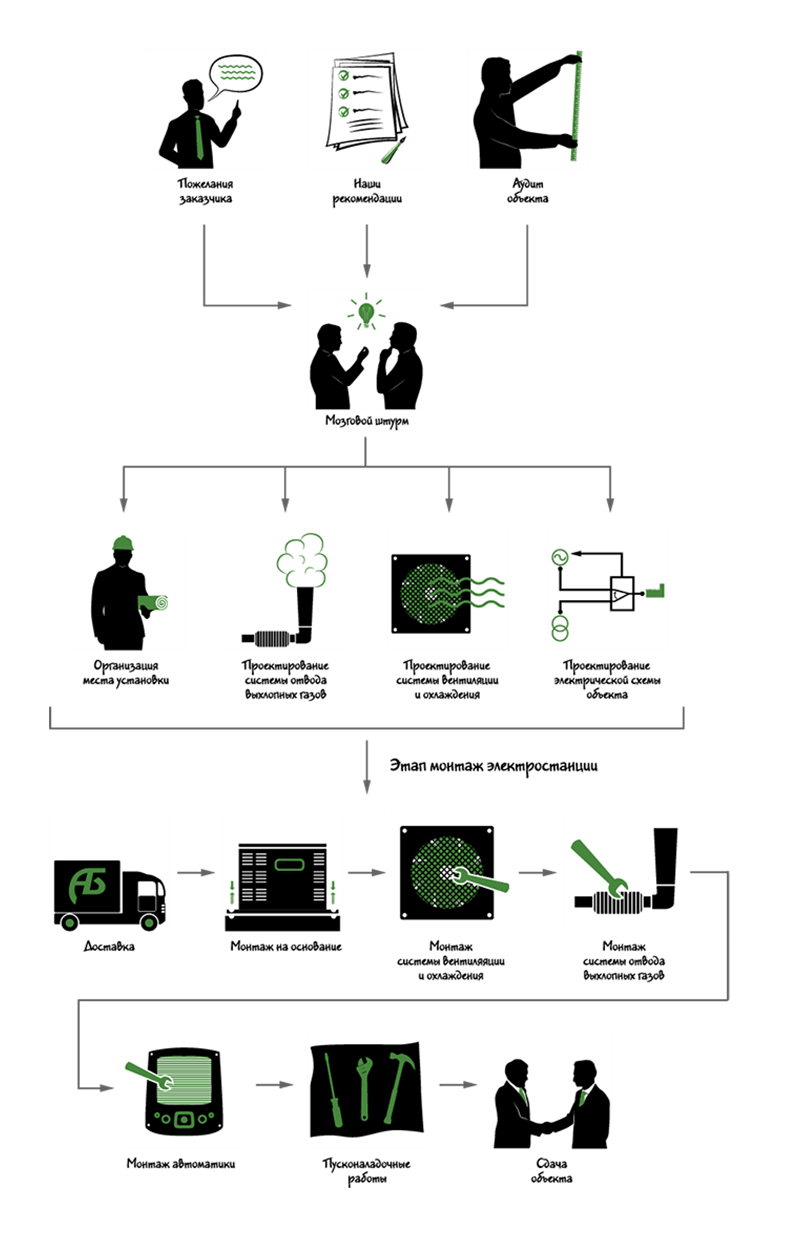 Пожелания
заказчика
Наши
рекомендации
Аудит
объекта
Мозговой штурм
Организация
места установки
Проектирование
системы отвода
выхлопных газов
Проектирование
системы вентиляции
и охлаждения
Проектирование
электрической схемы
объекта
Этап монтаж электростанции
АБ
Доставка
Монтаж на основание
Монтаж
системы вентиляяции
и охлаждения
Монтаж
системы отвода
выхлопных газов
Монтаж автоматики
Пусконаладочные
работы
Сдача
объекта